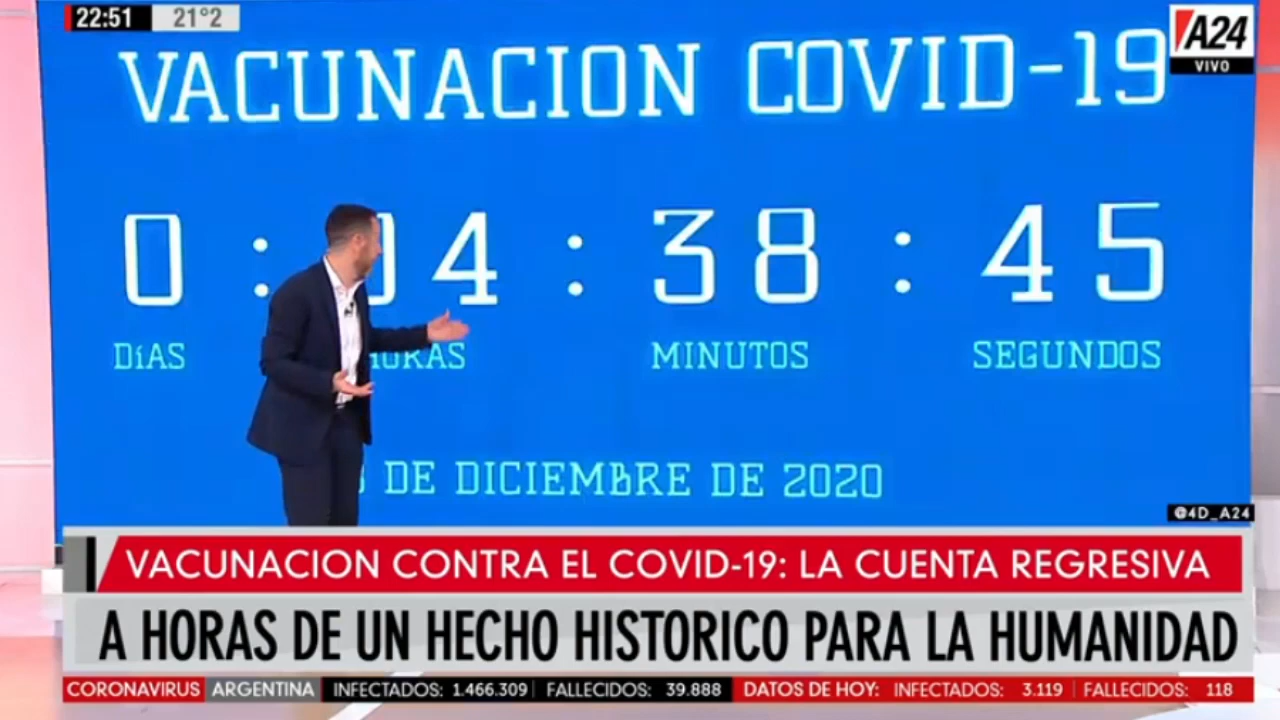 22:51 21°2
A24
VIVO
VACUNACION COVID-19
0 : 04 : 38 : 45
DíAS HORAS MINUTOS SEGUNDOS
DE DICIEMBRE DE 2020
@4D_A24
VACUNACION CONTRA EL COVID-19: LA CUENTA REGRESIVA
A HORAS DE UN HECHO HISTORICO PARA LA HUMANIDAD
CORONAVIRUS ARGENTINA INFECTADOS: 1.466.309 FALLECIDOS: 39.888 DATOS DE HOY: INFECTADOS: 3.119 FALLECIDOS: 118